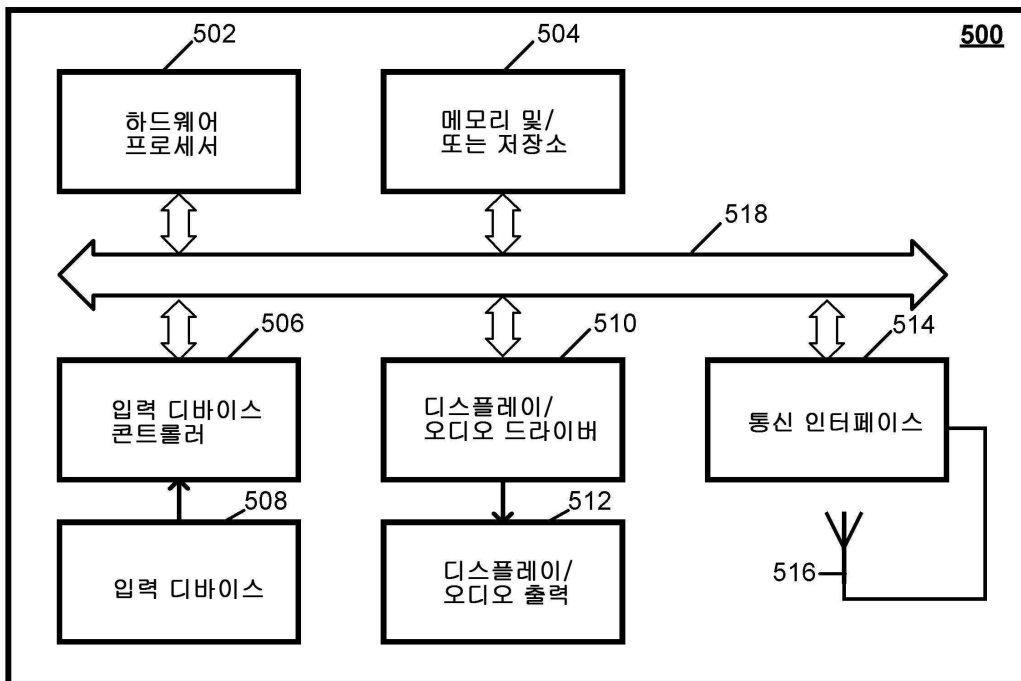 500
502
504
하드웨어
프로세서
메모리 및/
또는 저장소
518
506
510
514
입력 디바이스
콘트롤러
디스플레이/
오디오 드라이버
통신 인터페이스
508
512
입력 디바이스
디스플레이/
오디오 출력
516